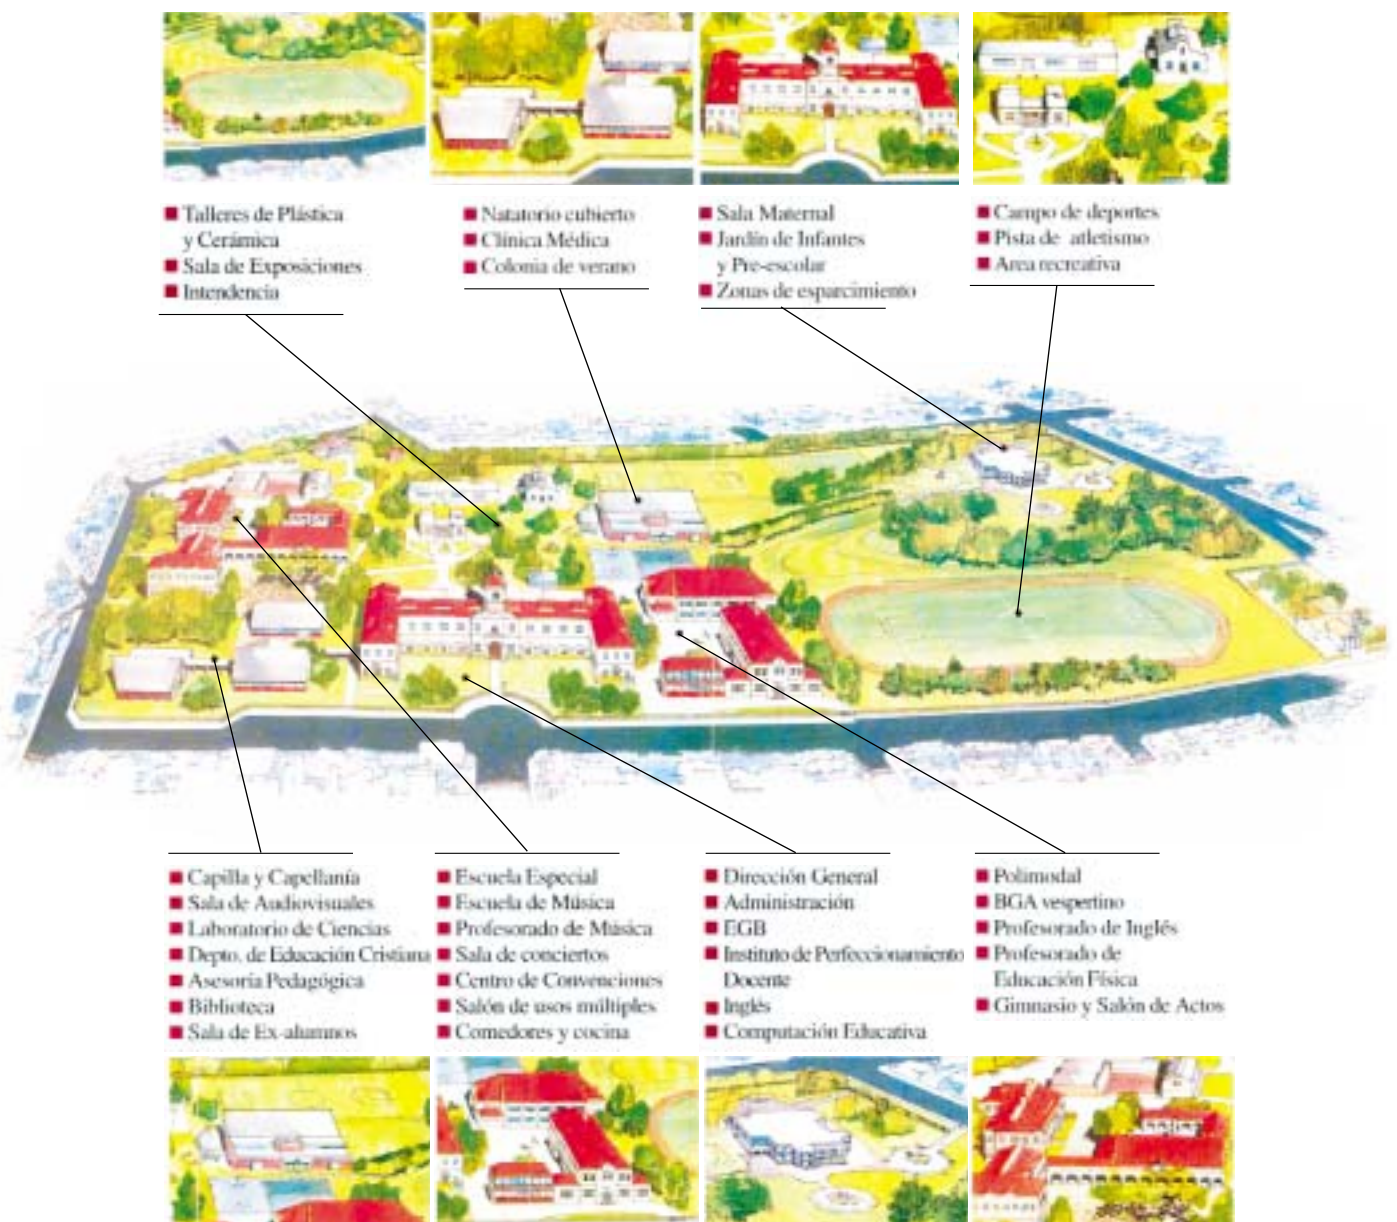 Talleres de Plástica
y Cerámica
Sala de Exposiciones
Intendencia
Natatorio cubierto
Clínica Médica
Colonia de verano
Sala Maternal
Jardín de Infantes
y Pre-escolar
Zonas de esparcimiento
Campo de deportes
Pista de atletismo
Area recreativa
Capilla y Capellanía
Sala de Audiovisuales
Laboratorio de Ciencias
Depto. de Educación Cristiana
Asesoría Pedagógica
Biblioteca
Sala de Ex-alumnos
Escuela Especial
Escuela de Música
Profesorado de Música
Sala de conciertos
Centro de Convenciones
Salón de usos múltiples
Comedores y cocina
Dirección General
Administración
EGB
Instituto de Perfeccionamiento
Docente
Inglés
Computación Educativa
Polimodal
BGA vespertino
Profesorado de Inglés
Profesorado de
Educación Física
Gimnasio y Salón de Actos